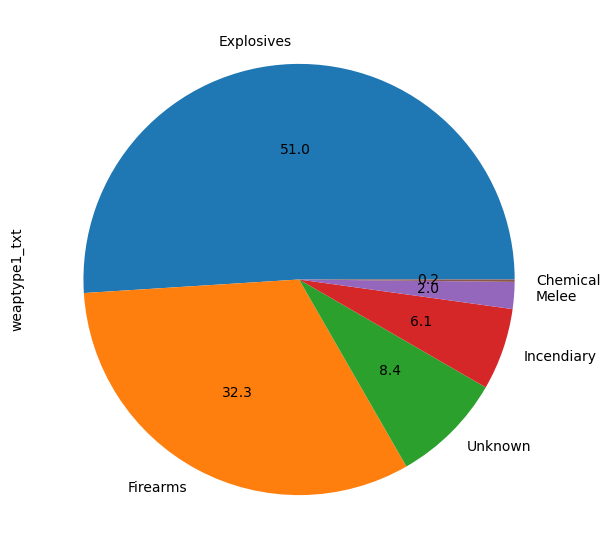 Explosives
51.0
weaptype1_txt
0.2
Chemical
2.0
Melee
6.1
Incendiary
8.4
32.3
Unknown
Firearms